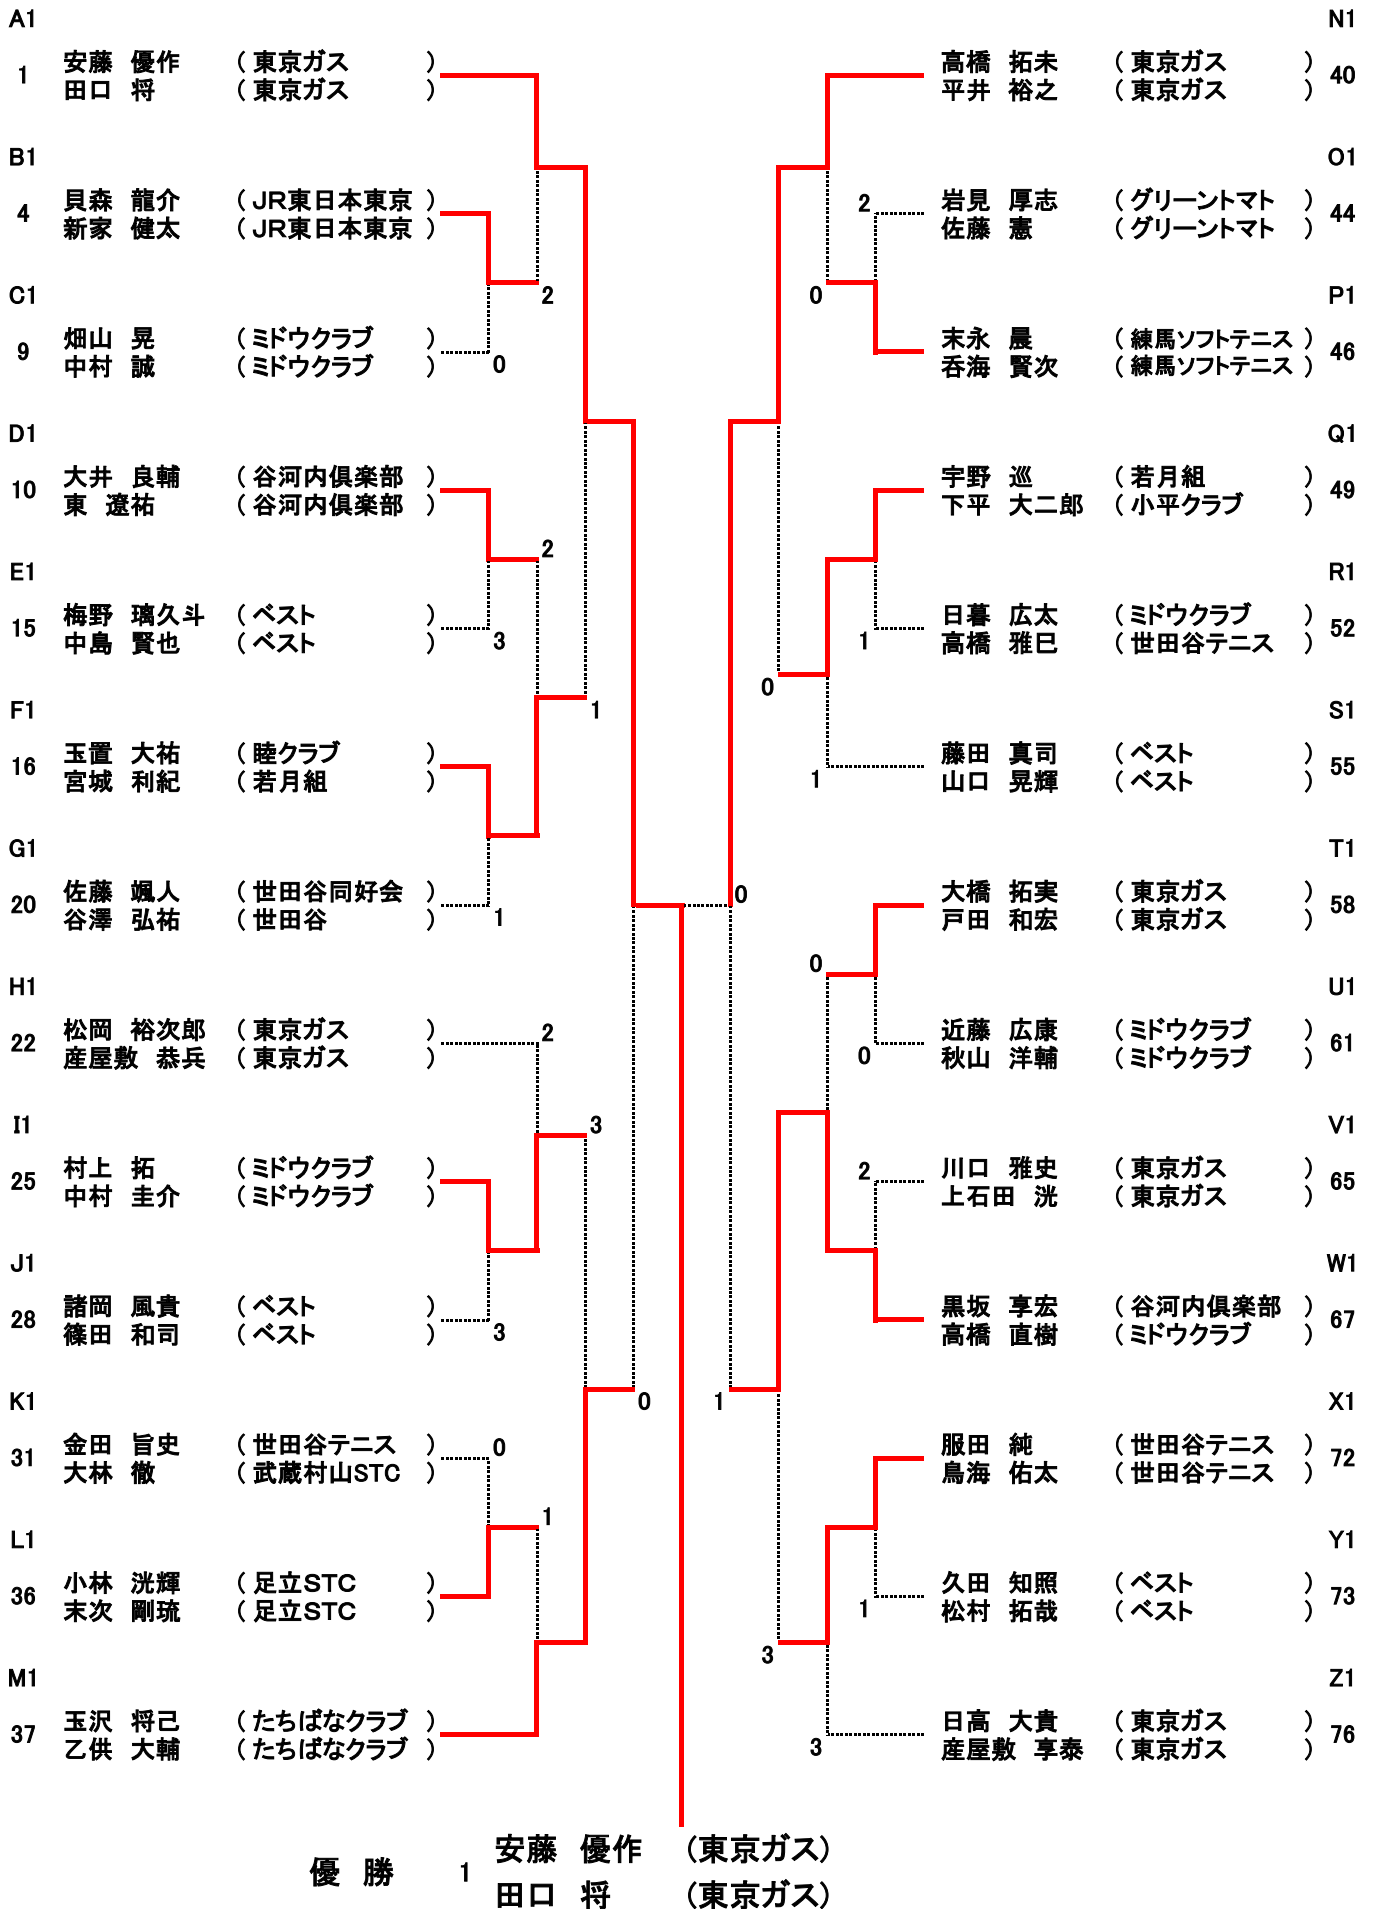 A1
1 安藤 優作 ( 東京ガス )
田口 将 ( 東京ガス )
B1
4 貝森 龍介 ( JR東日本東京 )
新家 健太 ( JR東日本東京 )
2
C1
9 畑山 晃 ( ミドウクラブ )
中村 誠 ( ミドウクラブ )
0
D1
10 大井 良輔 ( 谷河内倶楽部 )
東 遼祐 ( 谷河内倶楽部 )
2
E1
15 梅野 璃久斗 ( ベスト )
中島 賢也 ( ベスト )
3
F1
1
16 玉置 大祐 ( 睦クラブ )
宮城 利紀 ( 若月組 )
G1
20 佐藤 颯人 ( 世田谷同好会 )
谷澤 弘祐 ( 世田谷 )
1
H1
22 松岡 裕次郎 ( 東京ガス )
産屋敷 恭兵 ( 東京ガス )
2
I1
3
25 村上 拓 ( ミドウクラブ )
中村 圭介 ( ミドウクラブ )
J1
28 諸岡 風貴 ( ベスト )
篠田 和司 ( ベスト )
3
K1
0
31 金田 旨史 ( 世田谷テニス )
大林 徹 ( 武蔵村山STC )
0
1
L1
36 小林 洸輝 ( 足立STC )
末次 剛琉 ( 足立STC )
M1
37 玉沢 将己 ( たちばなクラブ )
乙供 大輔 ( たちばなクラブ )
N1
高橋 拓未 ( 東京ガス ) 40
平井 裕之 ( 東京ガス )
O1
2
岩見 厚志 ( グリーントマト ) 44
佐藤 憲 ( グリーントマト )
0
P1
末永 晨 ( 練馬ソフトテニス ) 46
呑海 賢次 ( 練馬ソフトテニス )
Q1
宇野 巡 ( 若月組 ) 49
下平 大二郎 ( 小平クラブ )
R1
日暮 広太 ( ミドウクラブ ) 52
高橋 雅巳 ( 世田谷テニス )
1
0
S1
藤田 真司 ( ベスト ) 55
山口 晃輝 ( ベスト )
1
T1
0
大橋 拓実 ( 東京ガス ) 58
戸田 和宏 ( 東京ガス )
0
U1
近藤 広康 ( ミドウクラブ ) 61
秋山 洋輔 ( ミドウクラブ )
0
V1
2
川口 雅史 ( 東京ガス ) 65
上石田 洸 ( 東京ガス )
W1
黒坂 享宏 ( 谷河内倶楽部 ) 67
高橋 直樹 ( ミドウクラブ )
1
X1
服田 純 ( 世田谷テニス ) 72
鳥海 佑太 ( 世田谷テニス )
Y1
久田 知照 ( ベスト ) 73
松村 拓哉 ( ベスト )
1
3
Z1
日高 大貴 ( 東京ガス ) 76
産屋敷 享泰 ( 東京ガス )
3
優 勝 1 安藤 優作 (東京ガス)
田口 将 (東京ガス)